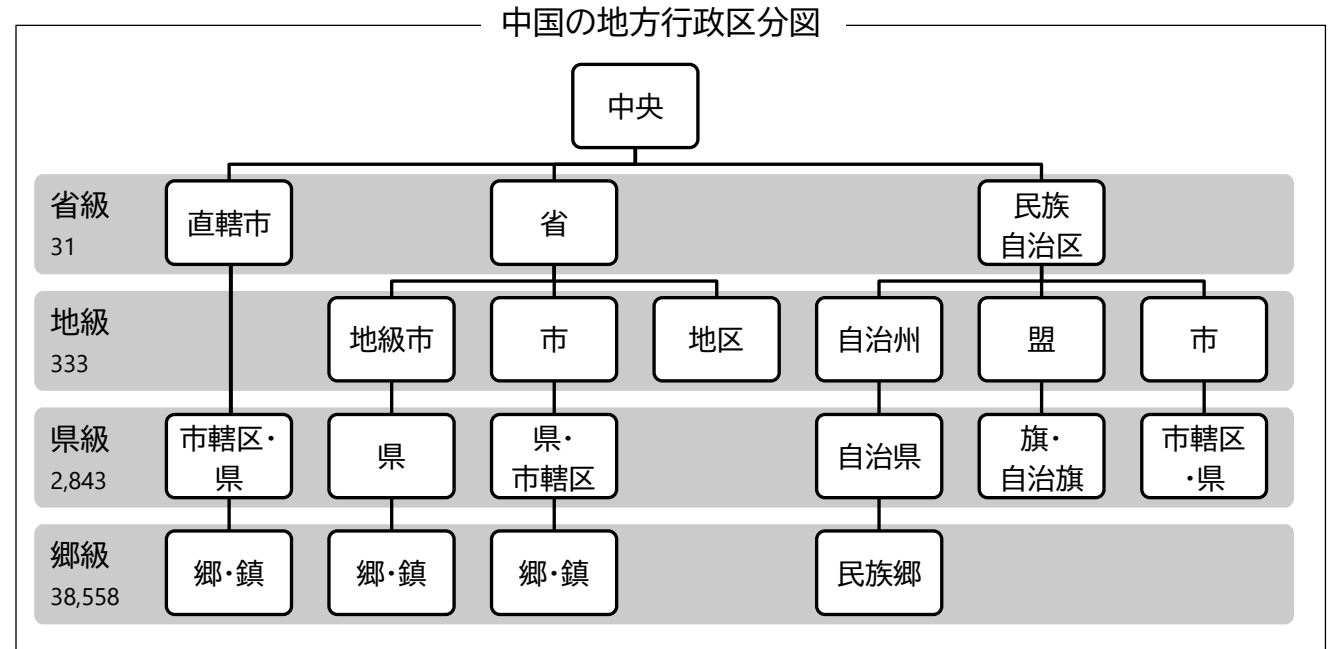 中国の地方行政区分図
中央
省級
31
直轄市
省
民族
自治区
地級
333
地級市
市
地区
自治州
盟
市
県級
2,843
市轄区・
県
県
県・
市轄区
自治県
旗・
自治旗
市轄区
・県
郷級
38,558
郷・鎮
郷・鎮
郷・鎮
民族郷